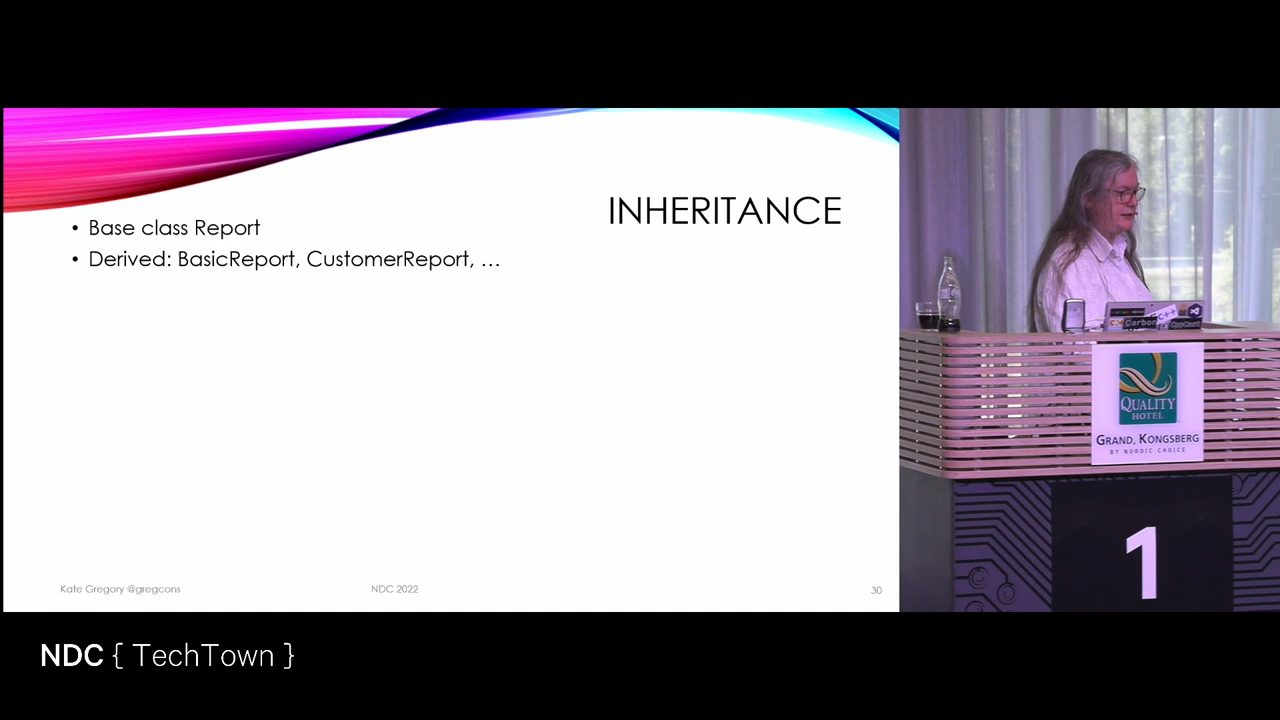 INHERITANCE
• Base class Report
• Derived: BasicReport, CustomerReport, …
Kate Gregory @gregcons
NDC 2022
30
Carbon
C++
QUALITY
HOTEL
GRAND, KONGSBERG
BY NORDIC CHOICE
1
NDC { TechTown }